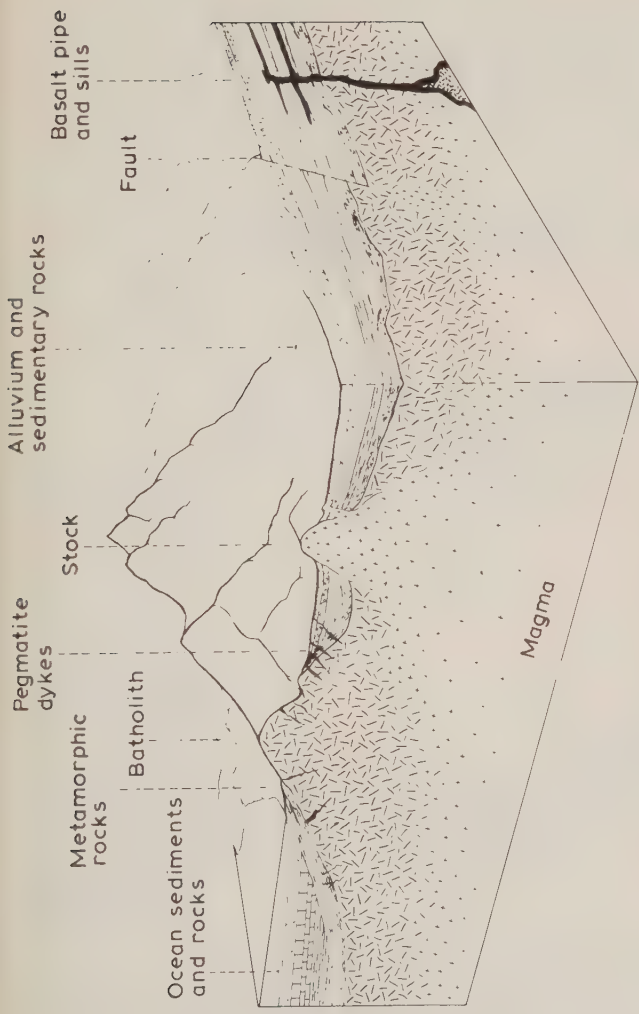 Ocean sediments
and rocks
Metamorphic
rocks
Batholith
Pegmatite
dykes
Stock
Alluvium and
sedimentary rocks
Fault
Basalt pipe
and sills
Magma